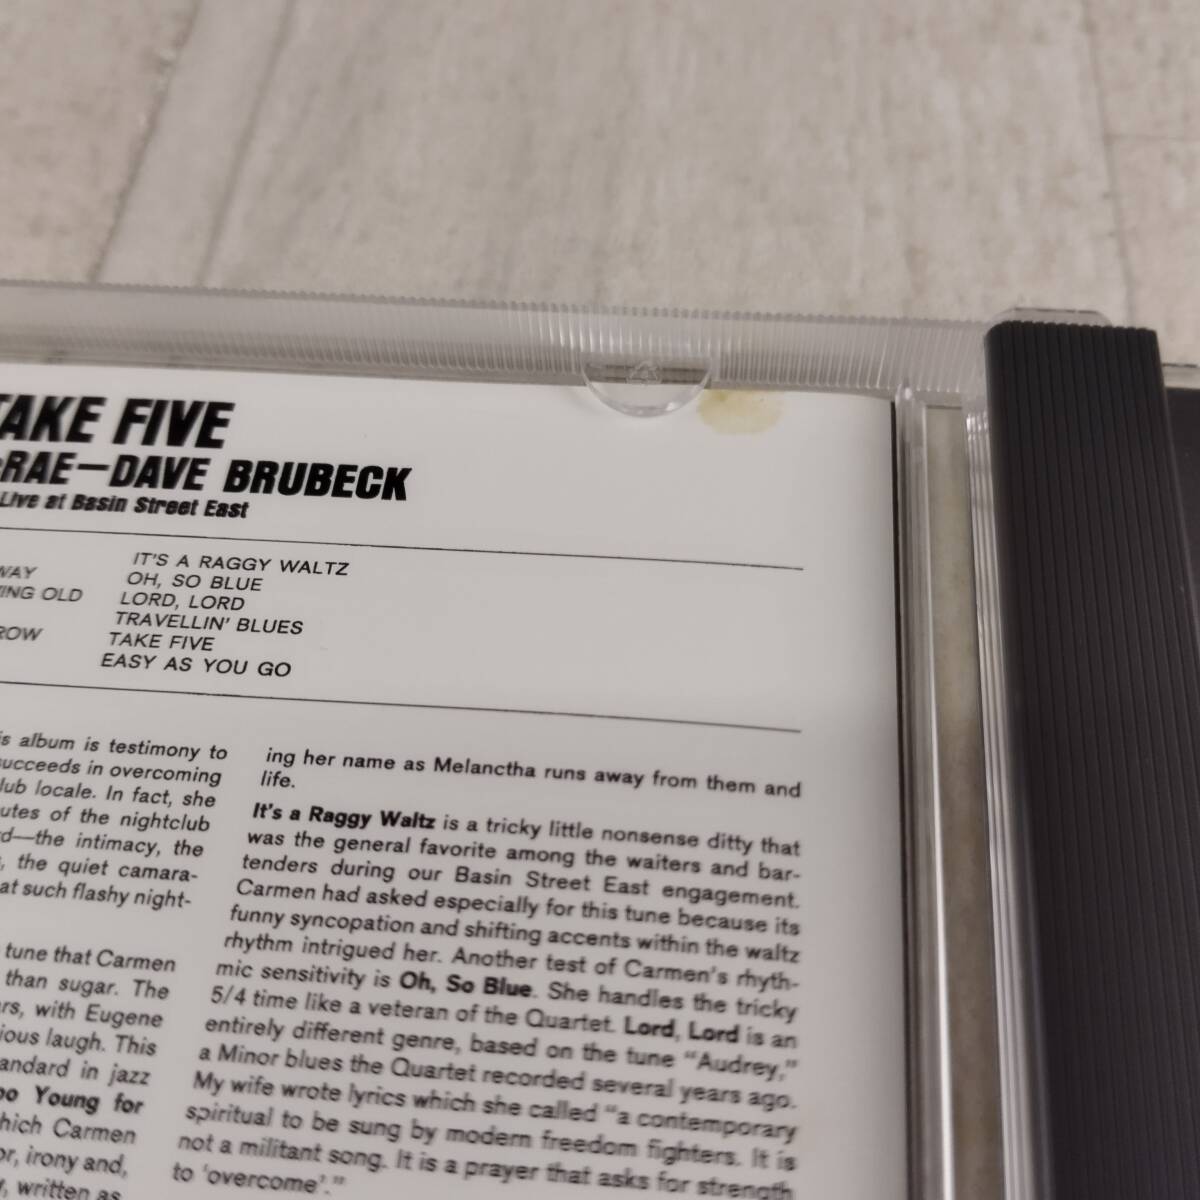 TAKE FIVE
RAE—DAVE BRUBECK
Live at Basin Street East
WAY
OLD
ROW
IT'S A RAGGY WALTZ
OH, SO BLUE
LORD, LORD
TRAVELLIN' BLUES
TAKE FIVE
EASY AS YOU GO
album is testimony to
succeeds in overcoming
locale. In fact, she
of the nightclub
the intimacy, the
, the quiet camara-
at such flashy night-
tune that Carmen
than sugar. The
with Eugene
laugh. This
in jazz
Young for
which Carmen
irony and,
written as
ing her name as Melanctha runs away from them and
life.
It's a Raggy Waltz is a tricky little nonsense ditty that
was the general favorite among the waiters and bar-
tenders during our Basin Street East engagement.
Carmen had asked especially for this tune because its
funny syncopation and shifting accents within the waltz
rhythm intrigued her. Another test of Carmen's rhyth-
mic sensitivity is Oh, So Blue. She handles the tricky
5/4 time like a veteran of the Quartet. Lord, Lord is an
entirely different genre, based on the tune "Audrey,"
a Minor blues the Quartet recorded several years ago.
My wife wrote lyrics which she called "a contemporary
spiritual to be sung by modern freedom fighters. It is
not a militant song. It is a prayer that asks for strength
to 'overcome'."